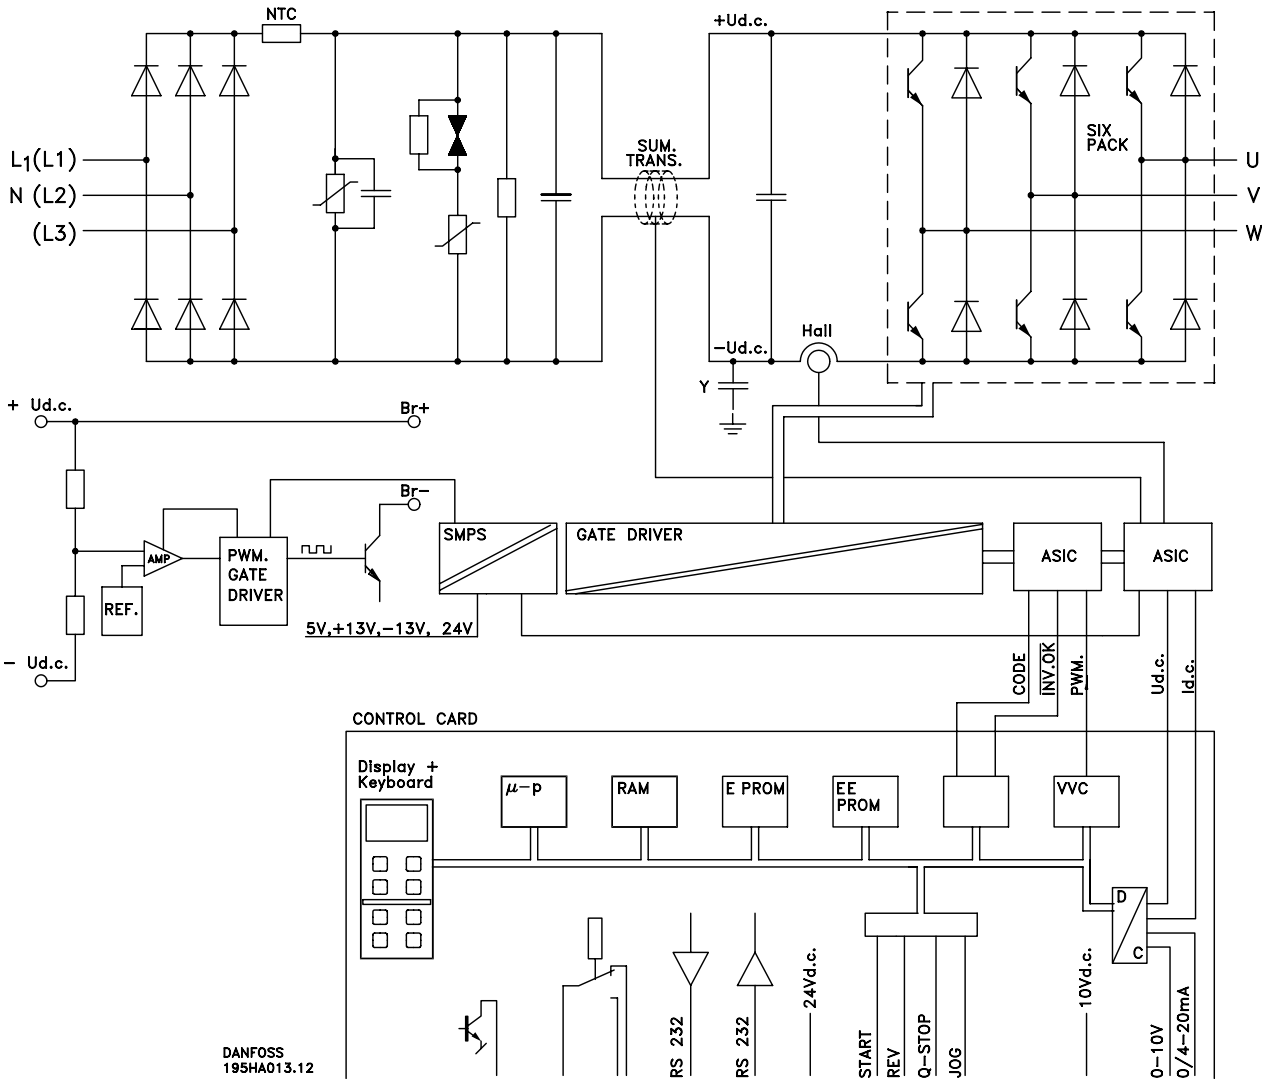 NTC
+Ud.c.
SIX
PACK
SUM.
TRANS.
L1(L1)
U
N (L2)
V
(L3)
W
Hall
-Ud.c.
Y
+ Ud.c.
Br+
Br-
SMPS
GATE DRIVER
AMP
PWM.
GATE
DRIVER
ASIC
ASIC
REF.
5V,+13V,-13V, 24V
- Ud.c.
CODE
INV.OK
PWM.
Ud.c.
Id.c.
CONTROL CARD
Display +
Keyboard
μ-p
RAM
E PROM
EE
PROM
VVC
D
C
RS 232
RS 232
24Vd.c.
START
REV
Q-STOP
JOG
10Vd.c.
0-10V
0/4-20mA
DANFOSS
195HA013.12